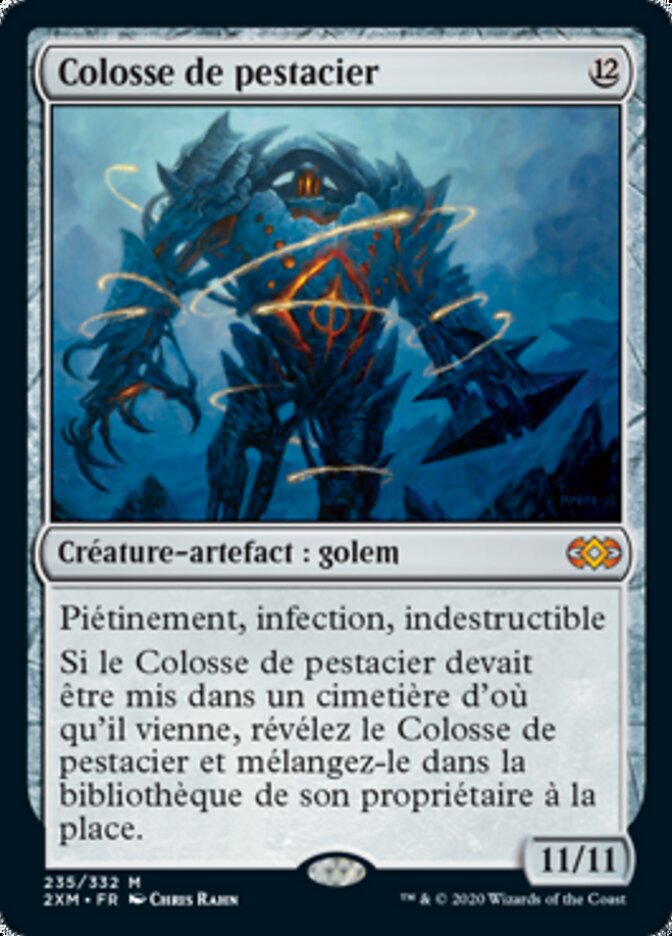 Colosse de pestacier
12
Créature-artefact : golem
Piétinement, infection, indestructible
Si le Colosse de pestacier devait
être mis dans un cimetière d'où
qu'il vienne, révélez le Colosse de
pestacier et mélangez-le dans la
bibliothèque de son propriétaire à la
place.
11/11
235/332 M
2XM • FR Chris Rahn
™ & © 2020 Wizards of the Coast